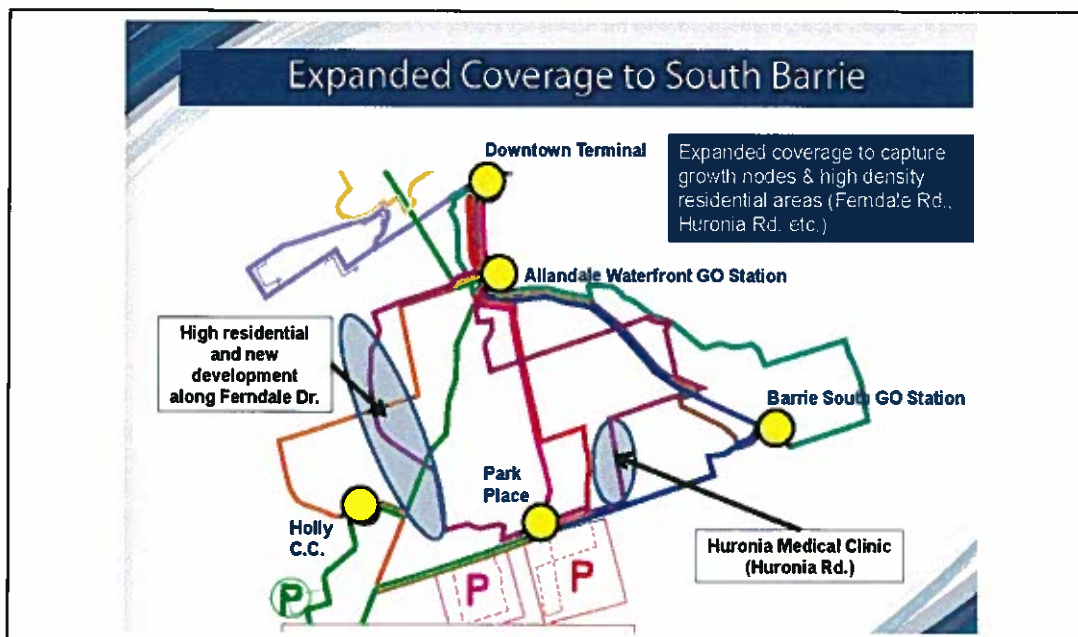 Expanded Coverage to South Barrie
Downtown Terminal
Expanded coverage to capture
growth nodes & high density
residential areas (Ferndale Rd.,
Huronia Rd. etc.)
Allandale Waterfront GO Station
High residential
and new
development
along Ferndale Dr.
Barrie South GO Station
Park
Place
Holly
C.C.
Huronia Medical Clinic
(Huronia Rd.)
P
P
P